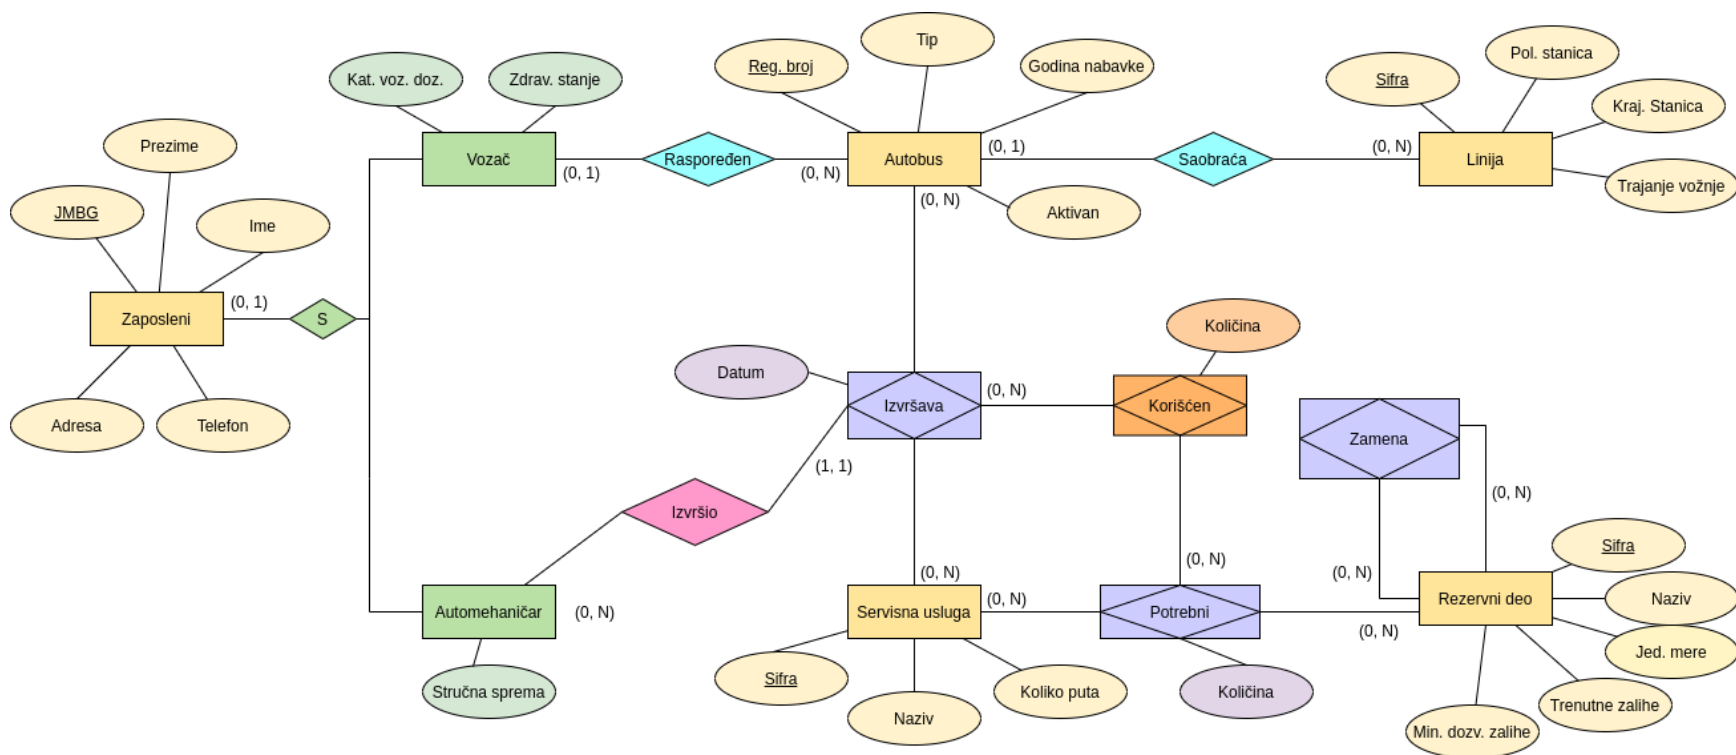 Tip
Reg. broj
Godina nabavke
Pol. stanica
Sifra
Kat. voz. doz.
Zdrav. stanje
Kraj. Stanica
Prezime
Vozač
Raspoređen
Autobus
(0, 1)
Saobraća
(0, N)
Linija
(0, 1)
(0, N)
Trajanje vožnje
(0, N)
JMBG
Ime
Aktivan
(0, 1)
Zaposleni
S
Količina
Datum
(0, N)
Izvršava
Korišćen
Adresa
Telefon
Zamena
(1, 1)
(0, N)
Izvršio
Sifra
(0, N)
(0, N)
(0, N)
(0, N)
Automehaničar
(0, N)
Servisna usluga
Potrebni
Rezervni deo
Naziv
(0, N)
Jed. mere
Sifra
Stručna sprema
Koliko puta
Količina
Trenutne zalihe
Naziv
Min. dozv. zalihe